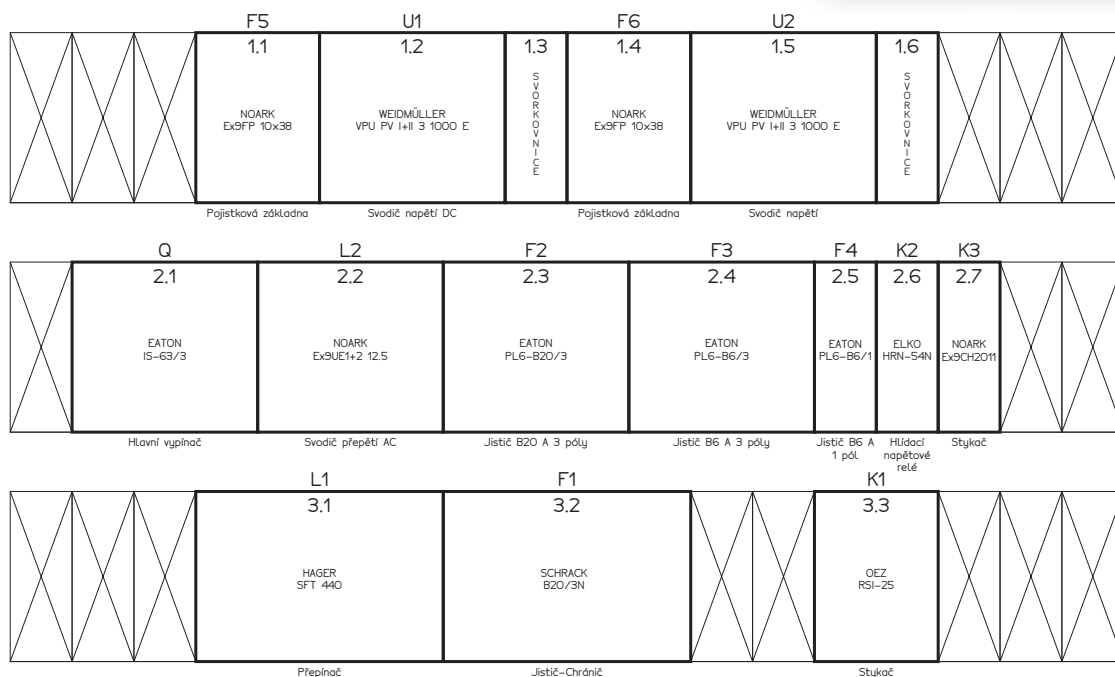 F5 U1 F6 U2
1.1 1.2 1.3 1.4 1.5 1.6
NOARK
Ex9FP 10x38
WEIDMÜLLER
VPU PV I+II 3 1000 E
SVORKOVNICE
NOARK
Ex9FP 10x38
WEIDMÜLLER
VPU PV I+II 3 1000 E
SVORKOVNICE
Pojistková základna Svodič napětí DC Pojistková základna Svodič napětí
Q L2 F2 F3 F4 K2 K3
2.1 2.2 2.3 2.4 2.5 2.6 2.7
EATON
IS-63/3
NOARK
Ex9UE1+2 12.5
EATON
PL6-B20/3
EATON
PL6-B6/3
EATON
PL6-B6/1
ELKO
HRN-54N
NOARK
Ex9CH2011
Hlavní vypínač
Svodič přepětí AC
Jistič B20 A 3 póly
Jistič B6 A 3 póly
Jistič B6 A
1 pól
Hlídací
napětové
relé
Stykač
L1 F1 K1
3.1 3.2 3.3
HAGER
SFT 440
SCHRACK
B20/3N
OEZ
RSI-25
Přepínač Jistič-Chránič Stykač